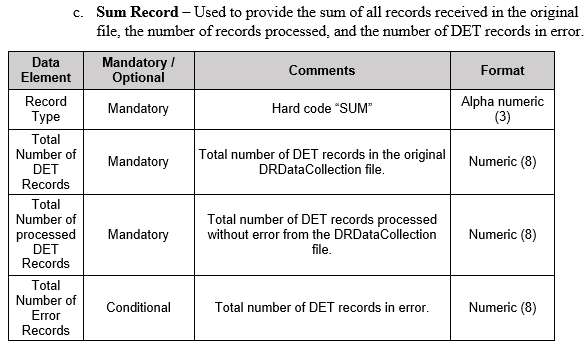 c. Sum Record – Used to provide the sum of all records received in the original
file, the number of records processed, and the number of DET records in error.
Data
Element
Mandatory /
Optional
Comments
Format
Record
Type
Mandatory
Hard code “SUM”
Alpha numeric
(3)
Total
Number of
DET
Records
Mandatory
Total number of DET records in the original
DRDataCollection file.
Numeric (8)
Total
Number of
processed
DET
Records
Mandatory
Total number of DET records processed
without error from the DRDataCollection
file.
Numeric (8)
Total
Number of
Error
Records
Conditional
Total number of DET records in error.
Numeric (8)